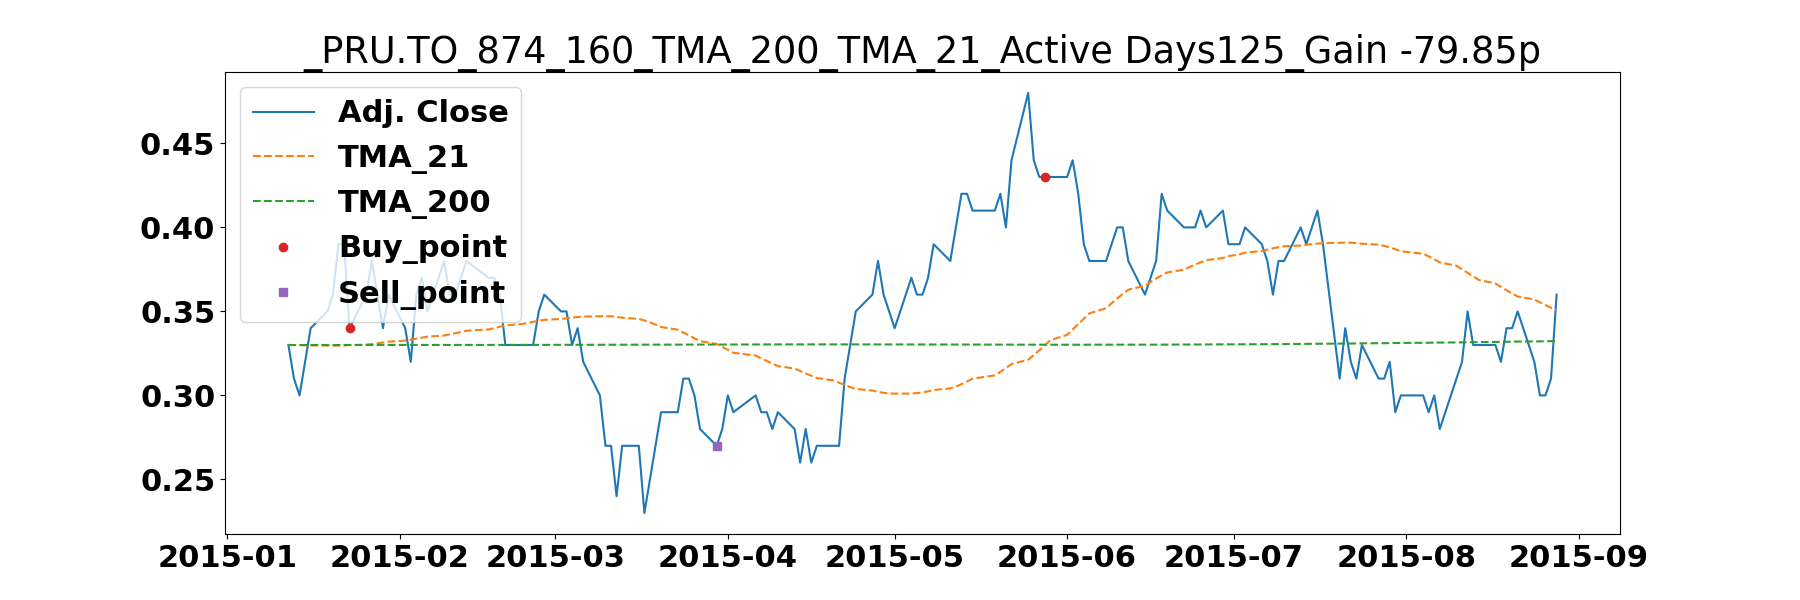 _PRU.TO_874_160_TMA_200_TMA_21_Active Days125_Gain -79.85p
Adj. Close
TMA_21
TMA_200
Buy_point
Sell_point
0.45
0.40
0.35
0.30
0.25
2015-01 2015-02 2015-03 2015-04 2015-05 2015-06 2015-07 2015-08 2015-09